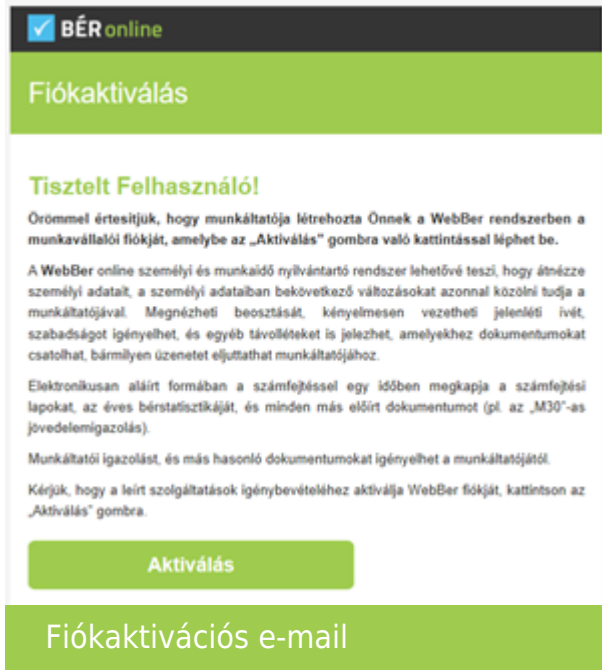 BÉR online
Fiókaktiválás
Tisztelt Felhasználó!
Örömmel értesítjük, hogy munkáltatója létrehozta Önnek a WebBer rendszerben a
munkavállalói fiókját, amelybe az „Aktiválás” gombra való kattintással léphet be.
A WebBer online személyi és munkaidő nyilvántartó rendszer lehetővé teszi, hogy átnézze
személyi adatait, a személyi adataiban bekövetkező változásokat azonnal közölni tudja a
munkáltatójával. Megnézheti beosztását, kényelmesen vezetheti jelenléti ívét,
szabadságot igényelhet, és egyéb távolléteket is jelezhet, amelyekhez dokumentumokat
csatolhat, bármilyen üzenetet eljuttathat munkáltatójához.
Elektronikusan aláírt formában a számfejtéssel egy időben megkapja a számfejtési
lapokat, az éves bérstatisztikáját, és minden más előírt dokumentumot (pl. az „M30”-as
jövedelemigazolás).
Munkáltatói igazolást, és más hasonló dokumentumokat igényelhet a munkáltatójától.
Kérjük, hogy a leírt szolgáltatások igénybevételéhez aktiválja WebBer fiókját, kattintson az
„Aktiválás” gombra.
Aktiválás
Fiókaktivációs e-mail